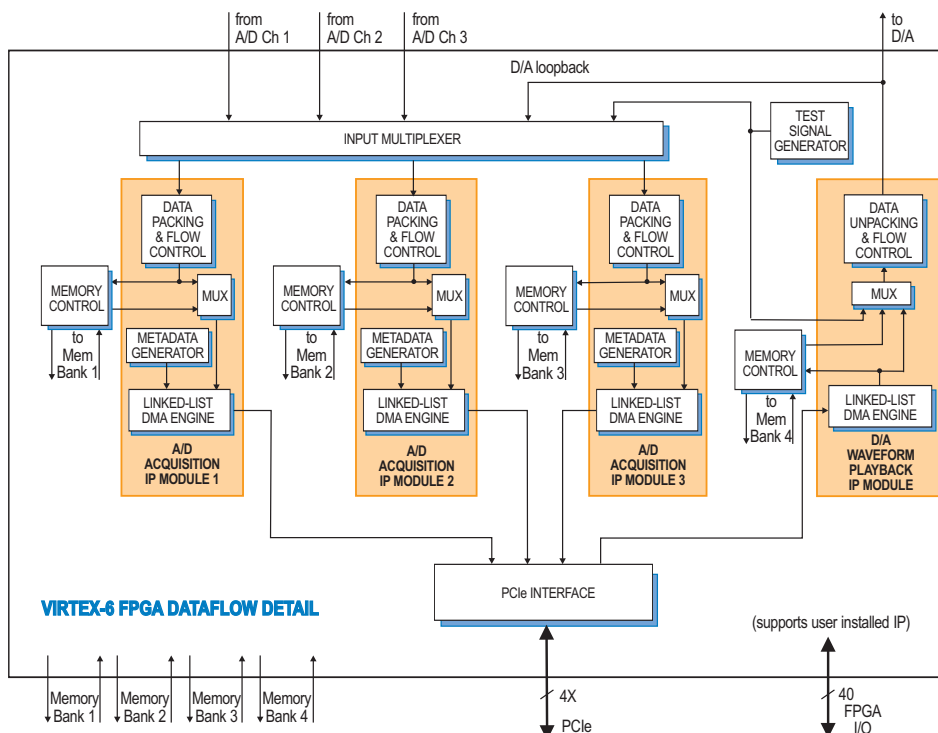 from
A/D Ch 1
from
A/D Ch 2
from
A/D Ch 3
to
D/A
D/A loopback
INPUT MULTIPLEXER
TEST
SIGNAL
GENERATOR
DATA
PACKING
& FLOW
CONTROL
MEMORY
CONTROL
MUX
to
Mem
Bank 1
METADATA
GENERATOR
LINKED-LIST
DMA ENGINE
A/D
ACQUISITION
IP MODULE 1
DATA
PACKING
& FLOW
CONTROL
MEMORY
CONTROL
MUX
to
Mem
Bank 2
METADATA
GENERATOR
LINKED-LIST
DMA ENGINE
A/D
ACQUISITION
IP MODULE 2
DATA
PACKING
& FLOW
CONTROL
MEMORY
CONTROL
MUX
to
Mem
Bank 3
METADATA
GENERATOR
LINKED-LIST
DMA ENGINE
A/D
ACQUISITION
IP MODULE 3
DATA
UNPACKING
& FLOW
CONTROL
MUX
MEMORY
CONTROL
to
Mem
Bank 4
LINKED-LIST
DMA ENGINE
D/A
WAVEFORM
PLAYBACK
IP MODULE
PCIe INTERFACE
VIRTEX-6 FPGA DATAFLOW DETAIL
(supports user installed IP)
Memory
Bank 1
Memory
Bank 2
Memory
Bank 3
Memory
Bank 4
4X
PCIe
40
FPGA
I/O